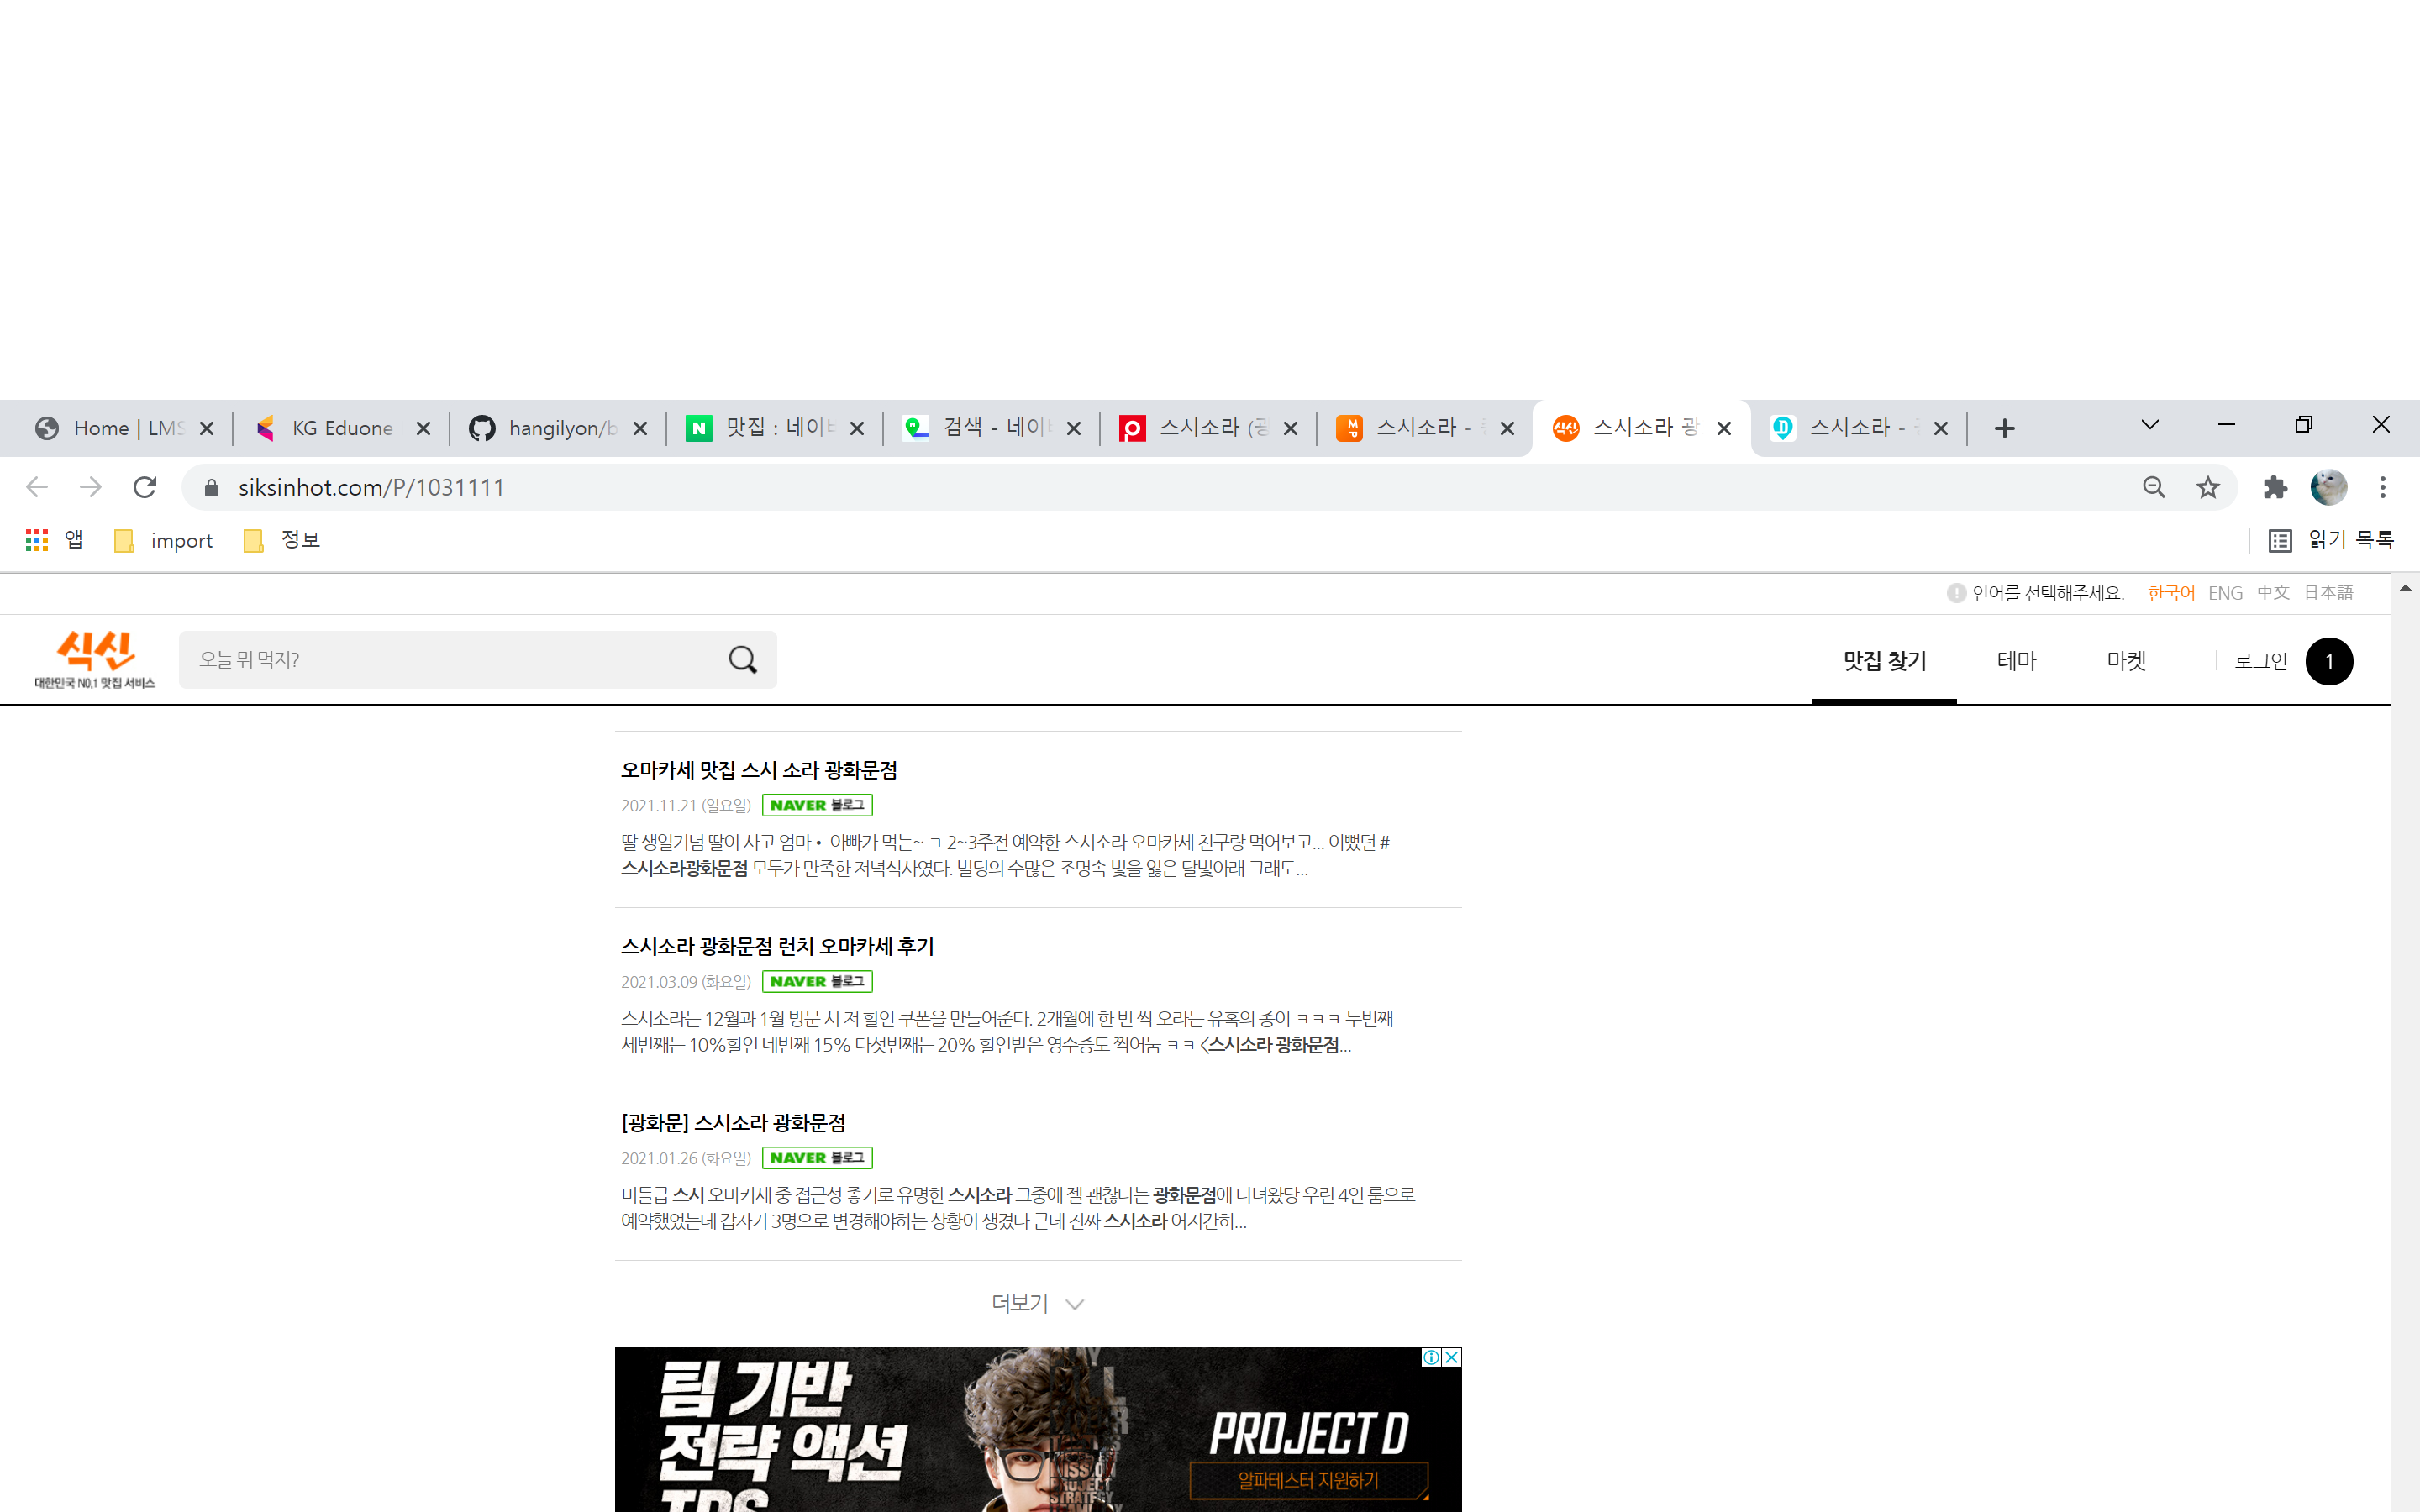 Home | LMS
KG Eduone
hangilyon/b
맛집 : 네이버
검색 - 네이버
스시소라 (광
스시소라 -
스시소라 광
스시소라 -
siksinhot.com/P/1031111
앱
import
정보
읽기 목록
언어를 선택해주세요. 한국어 ENG 中文 日本語
식신
대한민국 NO.1 맛집 서비스
오늘 뭐 먹지?
맛집 찾기
테마
마켓
로그인
1
오마카세 맛집 스시 소라 광화문점
2021.11.21 (일요일) NAVER 블로그
딸 생일기념 딸이 사고 엄마• 아빠가 먹는~ ㅋ 2~3주전 예약한 스시소라 오마카세 친구랑 먹어보고... 이뻤던 #
스시소라광화문점 모두가 만족한 저녁식사였다. 빌딩의 수많은 조명속 빛을 잃은 달빛아래 그래도...
스시소라 광화문점 런치 오마카세 후기
2021.03.09 (화요일) NAVER 블로그
스시소라는 12월과 1월 방문 시 저 할인 쿠폰을 만들어준다. 2개월에 한 번 씩 오라는 유혹의 종이 ㅋㅋㅋ 두번째
세번째는 10%할인 네번째 15% 다섯번째는 20% 할인받은 영수증도 찍어둠 ㅋㅋ <스시소라 광화문점...
[광화문] 스시소라 광화문점
2021.01.26 (화요일) NAVER 블로그
미들급 스시 오마카세 중 접근성 좋기로 유명한 스시소라 그중에 젤 괜찮다는 광화문점에 다녀왔당 우린 4인 룸으로
예약했었는데 갑자기 3명으로 변경해야하는 상황이 생겼다 근데 진짜 스시소라 어지간히...
더보기
팀 기반
전략 액션
TPS
PROJECT D
알파테스터 지원하기